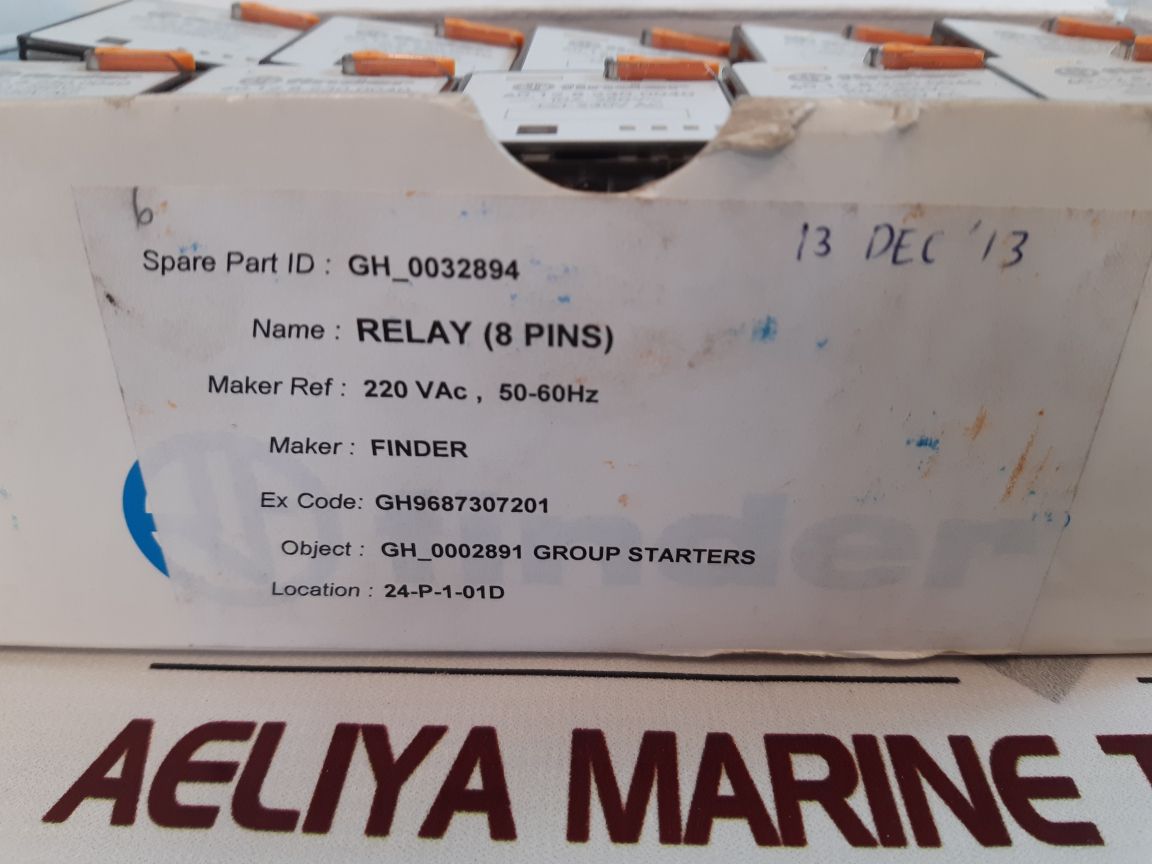 6
13 DEC '13
Spare Part ID : GH_0032894
Name : RELAY (8 PINS)
Maker Ref : 220 VAc , 50-60Hz
Maker : FINDER
Ex Code: GH9687307201
Object : GH_0002891 GROUP STARTERS
Location : 24-P-1-01D
finder
AELIYA MARINE T